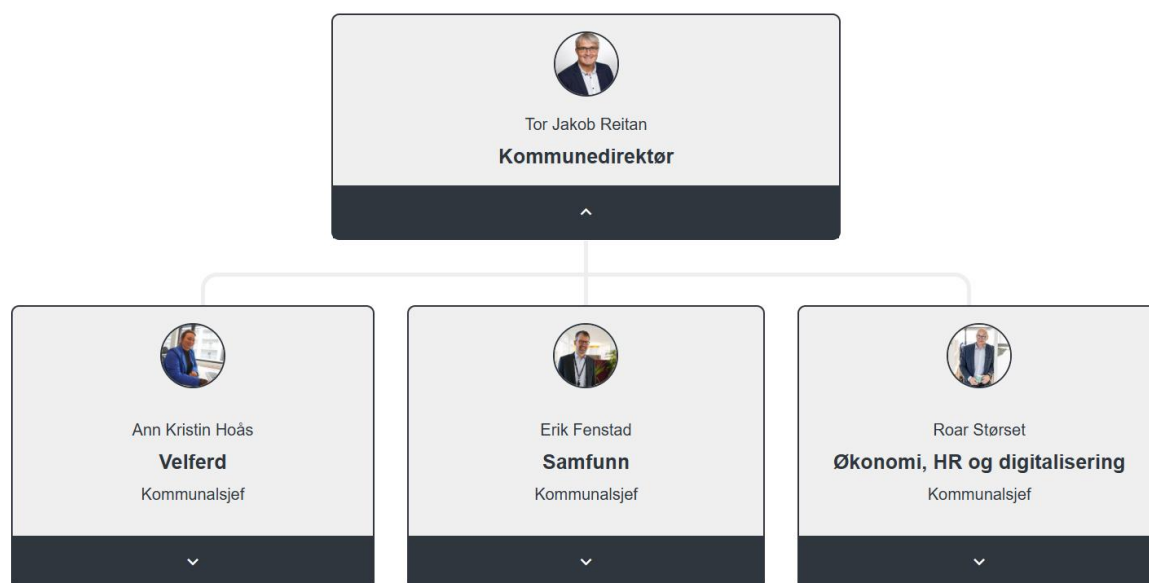 Tor Jakob Reitan
Kommunedirektør
Ann Kristin Hoås
Velferd
Kommunalsjef
Erik Fenstad
Samfunn
Kommunalsjef
Roar Størset
Økonomi, HR og digitalisering
Kommunalsjef